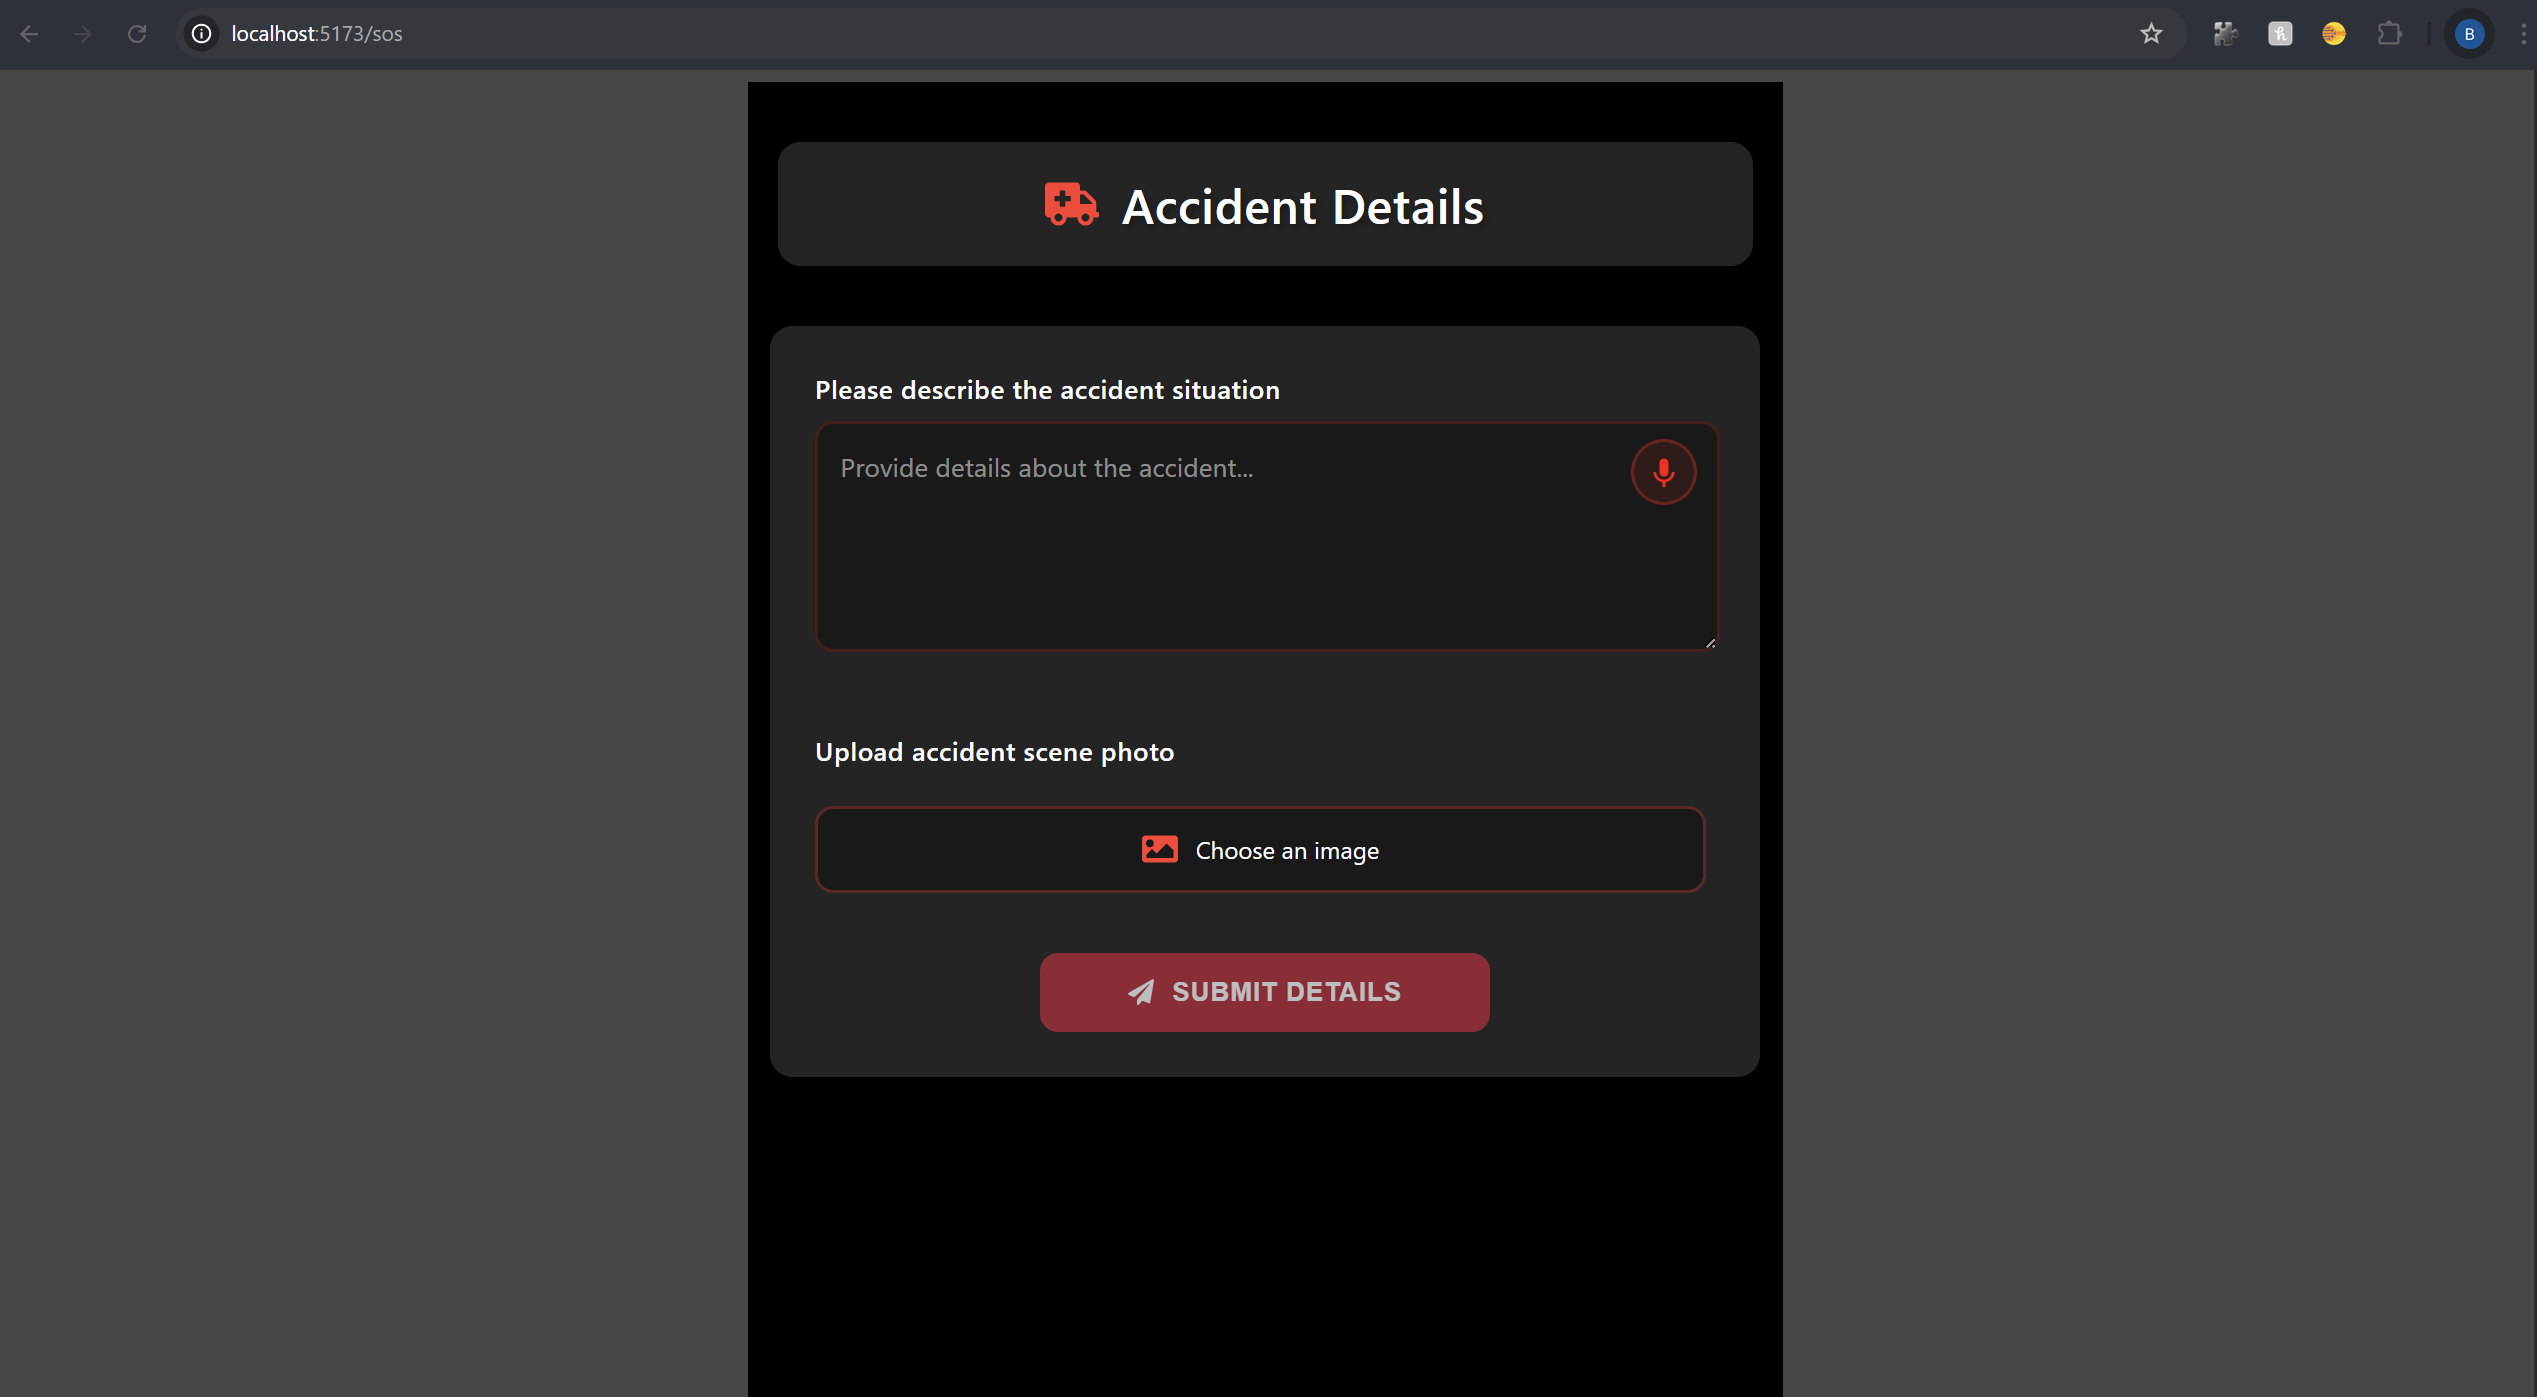 localhost:5173/sos
B
Accident Details
Please describe the accident situation
Provide details about the accident...
Upload accident scene photo
Choose an image
SUBMIT DETAILS